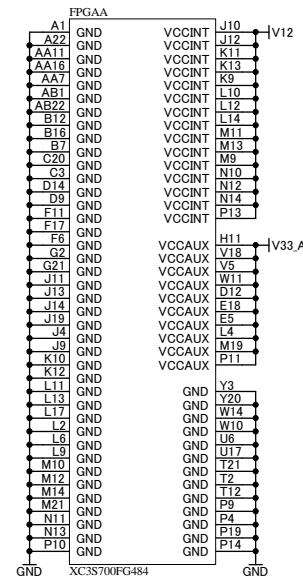 FPGAA
A1 GND VCCINT J10 V12
A22 GND VCCINT J12
AA11 GND VCCINT K11
AA16 GND VCCINT K13
AA7 GND VCCINT K9
AB1 GND VCCINT L10
AB22 GND VCCINT L12
B12 GND VCCINT L14
B16 GND VCCINT M11
B7 GND VCCINT M13
C20 GND VCCINT M9
C3 GND VCCINT N10
D14 GND VCCINT N12
D9 GND VCCINT N14
F11 GND VCCINT P13
F17 GND
F6 GND VCCAUX H11 V33_A
G2 GND VCCAUX V18
G21 GND VCCAUX V5
J11 GND VCCAUX W11
J13 GND VCCAUX D12
J14 GND VCCAUX E18
J19 GND VCCAUX E5
J4 GND VCCAUX L4
J9 GND VCCAUX M19
K10 GND VCCAUX P11
K12 GND
L11 GND GND Y3
L13 GND GND Y20
L17 GND GND W14
L2 GND GND W10
L6 GND GND U6
L9 GND GND U17
M10 GND GND T21
M12 GND GND T2
M14 GND GND T12
M21 GND GND P9
N11 GND GND P4
N13 GND GND P19
P10 GND GND P14
GND XC3S700FG484 GND